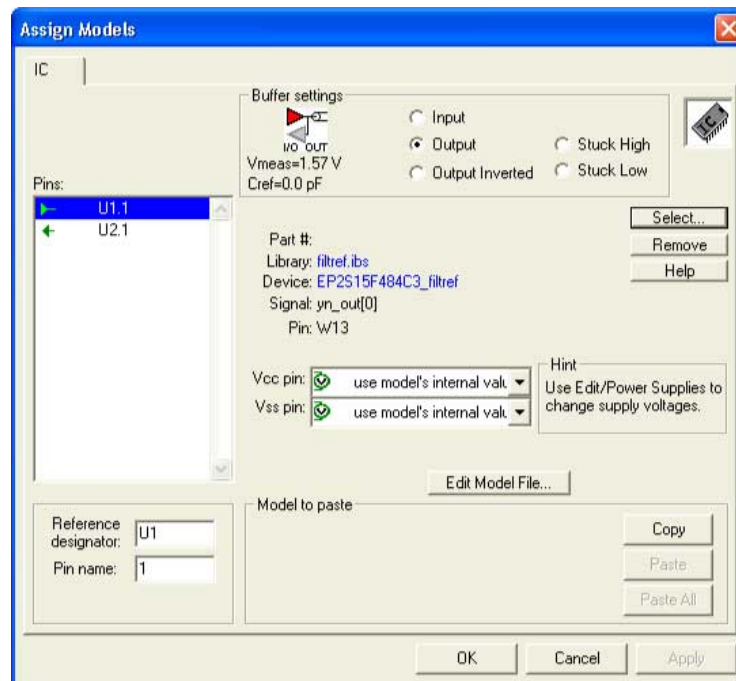 Assign Models
IC
Buffer settings
I/O OUT
Vmeas=1.57 V
Cref=0.0 pF
Input
Output
Output Inverted
Stuck High
Stuck Low
IC
Pins:
U1.1
U2.1
Select...
Remove
Help
Part #:
Library: filtref.ibs
Device: EP2S15F484C3_filtref
Signal: yn_out[0]
Pin: W13
Vcc pin: use model's internal valu
Vss pin: use model's internal valu
Hint
Use Edit/Power Supplies to
change supply voltages.
Edit Model File...
Reference
designator: U1
Pin name: 1
Model to paste
Copy
Paste
Paste All
OK
Cancel
Apply